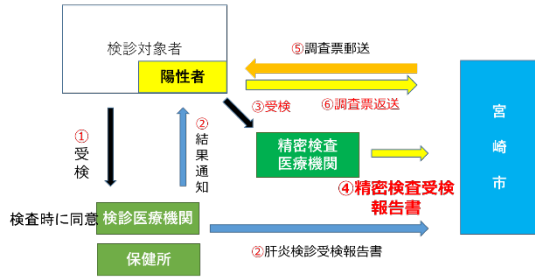 検診対象者
陽性者
⑤調査票郵送
⑥調査票返送
③受検
①受検
②結果通知
精密検査
医療機関
宮崎市
④精密検査受検
報告書
検査時に同意
検診医療機関
保健所
②肝炎検診受検報告書